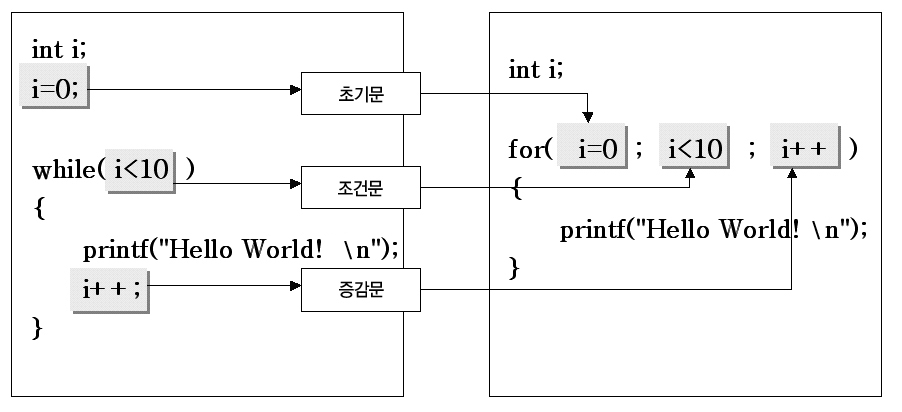 int i;
i=0;
while( i<10 )
{
printf("Hello World! \n");
i++;
}
초기문
조건문
증감문
int i;
for( i=0 ; i<10 ; i++ )
{
printf("Hello World! \n");
}